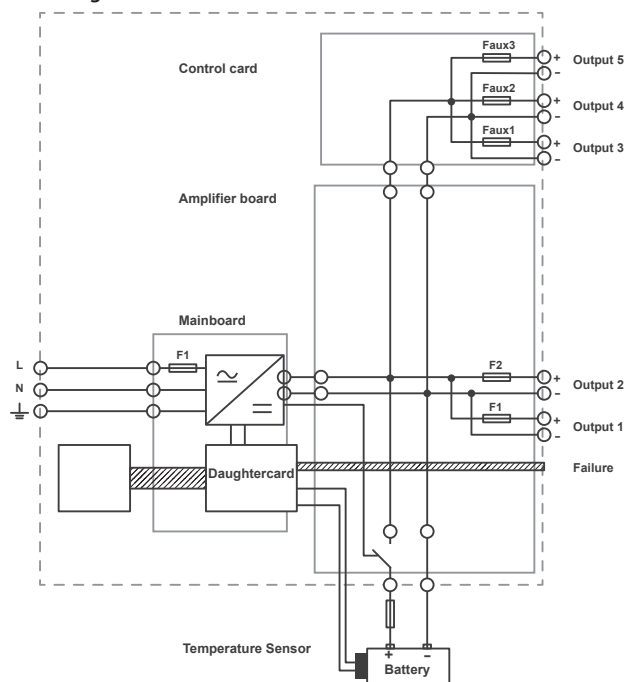 Faux3
+
Output 5
−
Control card
Faux2
+
Output 4
−
Faux1
+
Output 3
−
Amplifier board
Mainboard
L
F1
F2
+
N
−
Output 2
F1
+
Output 1
−
Daughtercard
Failure
Temperature Sensor
+ −
Battery